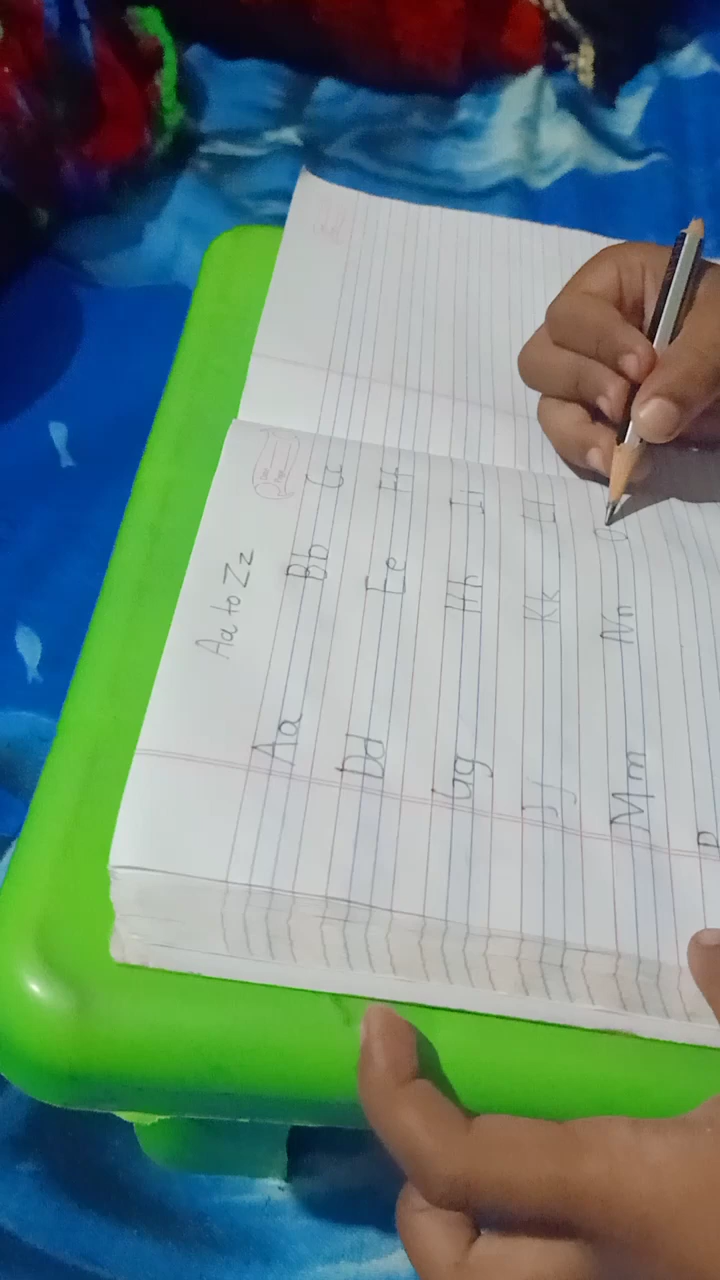 Aa to Zz
Aa Bb Cc
Dd Ee Ff
Gg Hh Ii
Jj Kk Ll
Mm Nn O
P